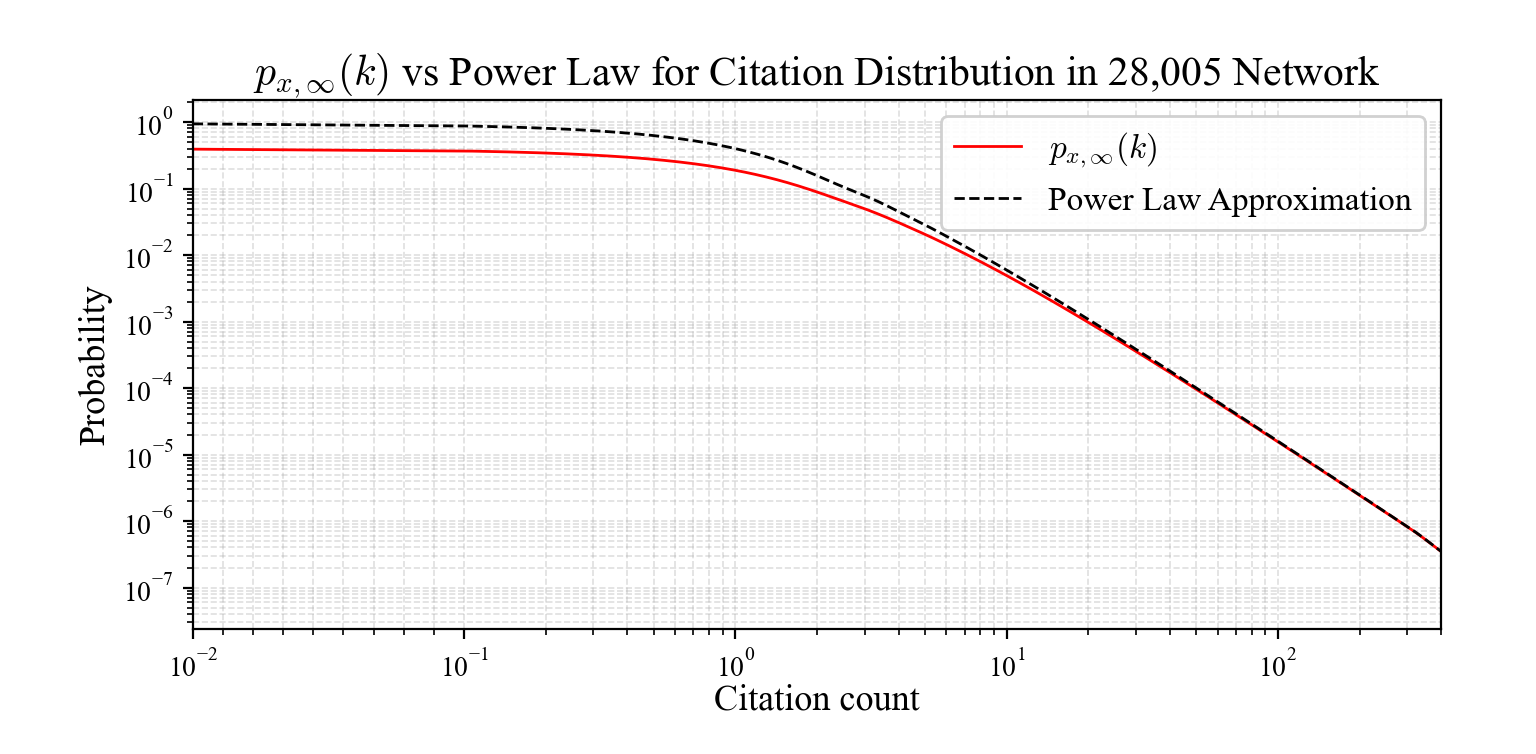 p_{x,∞}(k) vs Power Law for Citation Distribution in 28,005 Network
p_{x,∞}(k)
Power Law Approximation
Probability
10^0
10^{−1}
10^{−2}
10^{−3}
10^{−4}
10^{−5}
10^{−6}
10^{−7}
10^{−2} 10^{−1} 10^0 10^1 10^2
Citation count